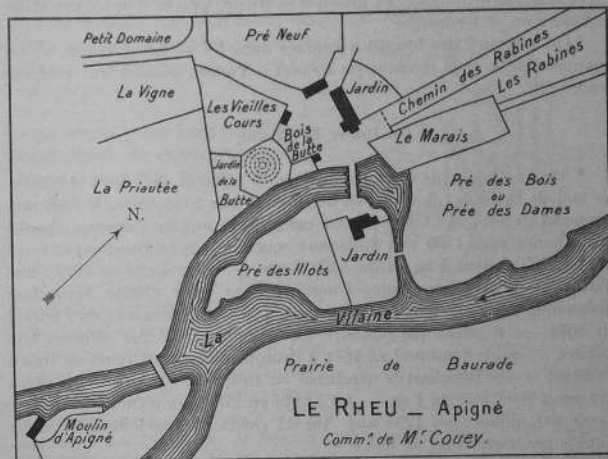 Petit Domaine
Pré Neuf
La Vigne
Les Vieilles
Cours
Jardin
Chemin des Rabines
Les Rabines
Bois
de la
Butte
Le Marais
Jardin
de la
Butte
La Priautée
N.
Pré des Bois
ou
Prée des Dames
Jardin
Pré des Illots
La Vilaine
Prairie de Baurade
LE RHEU _ Apigné
Comm.ⁿ de Mʳ Couey.
Moulin
d'Apigné